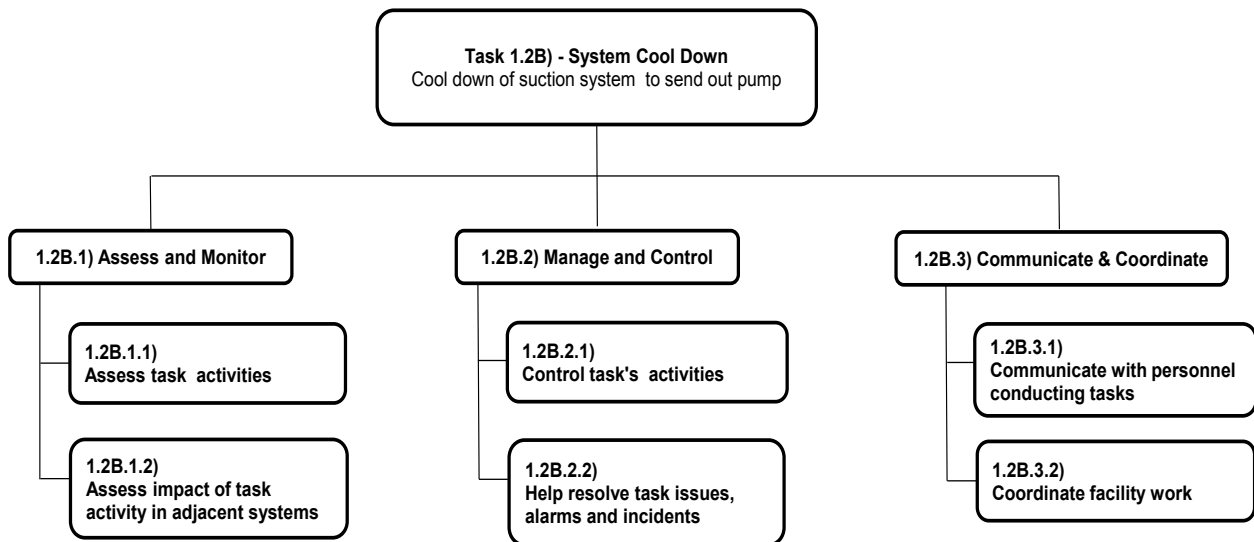 Task 1.2B) - System Cool Down
Cool down of suction system to send out pump
1.2B.1) Assess and Monitor
1.2B.2) Manage and Control
1.2B.3) Communicate & Coordinate
1.2B.1.1)
Assess task activities
1.2B.2.1)
Control task's activities
1.2B.3.1)
Communicate with personnel
conducting tasks
1.2B.1.2)
Assess impact of task
activity in adjacent systems
1.2B.2.2)
Help resolve task issues,
alarms and incidents
1.2B.3.2)
Coordinate facility work